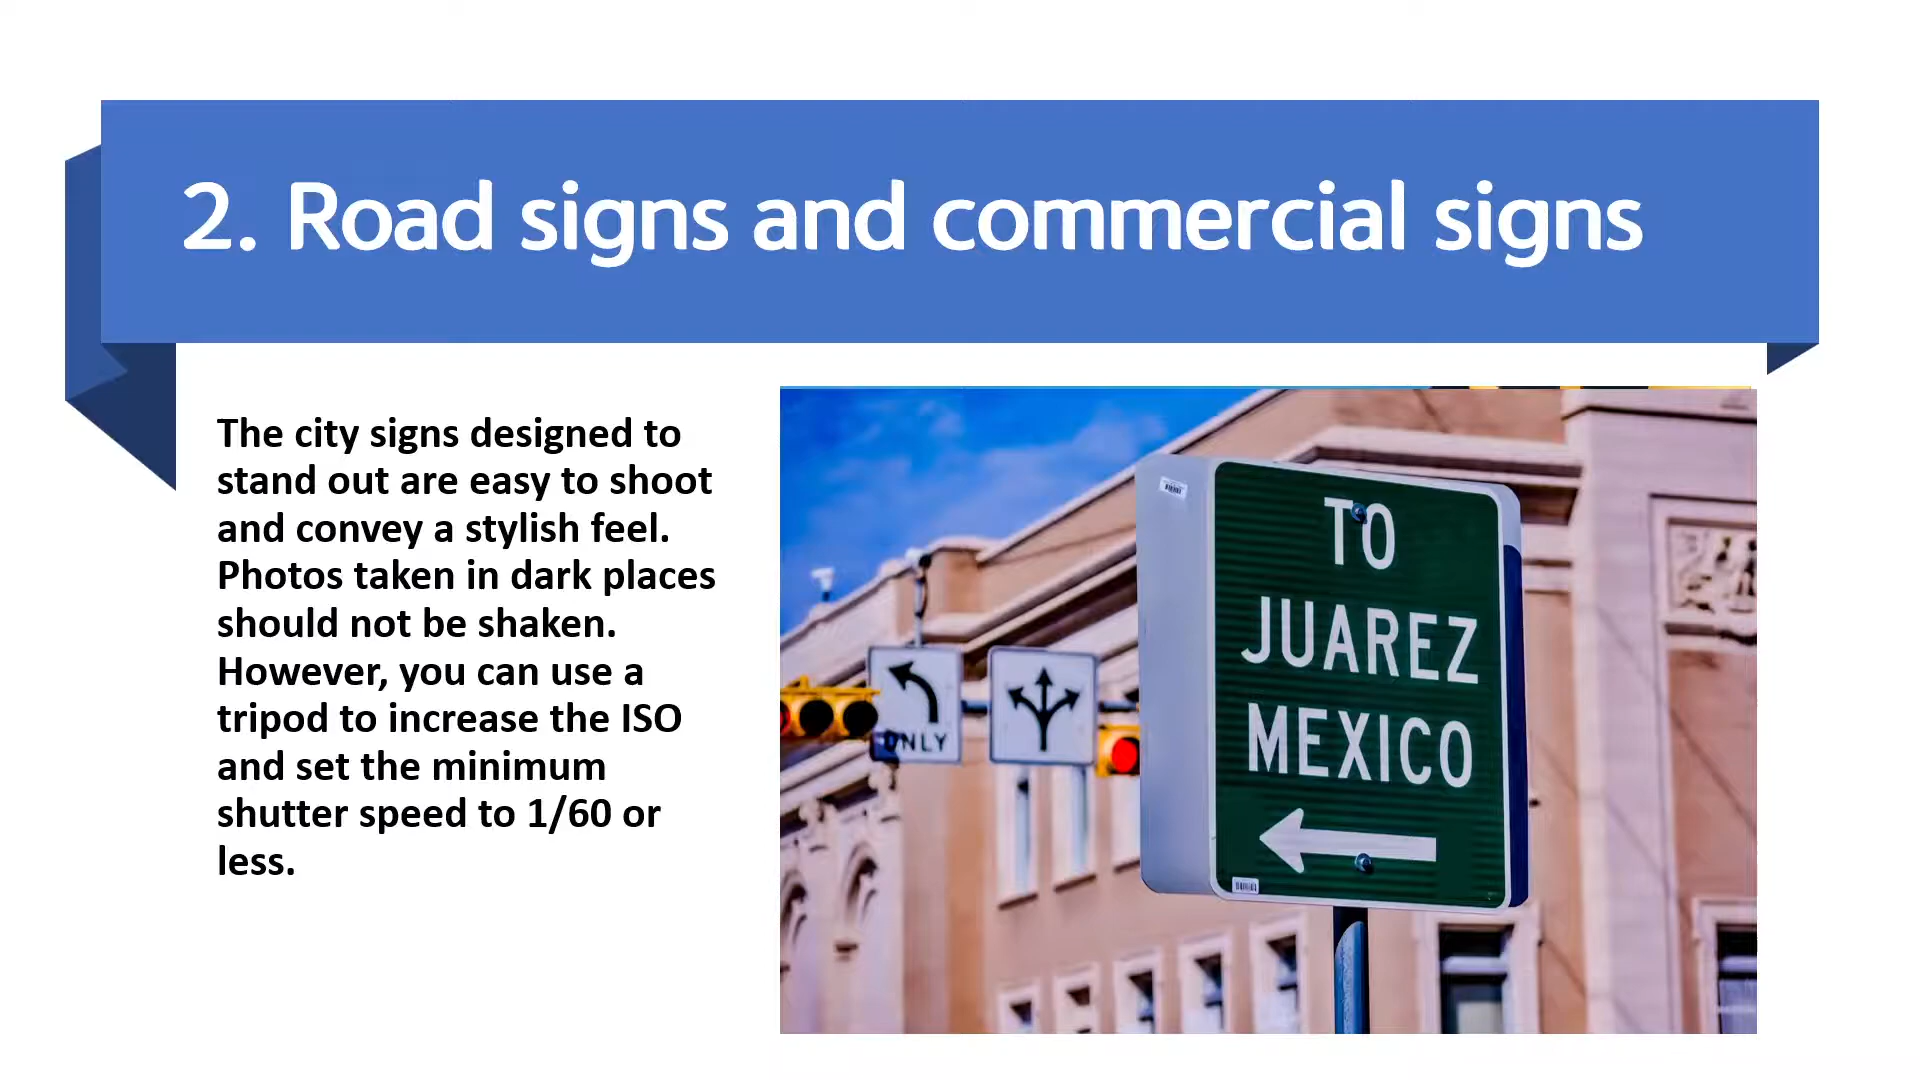 2. Road signs and commercial signs
The city signs designed to
stand out are easy to shoot
and convey a stylish feel.
Photos taken in dark places
should not be shaken.
However, you can use a
tripod to increase the ISO
and set the minimum
shutter speed to 1/60 or
less.
ONLY
TO
JUAREZ
MEXICO